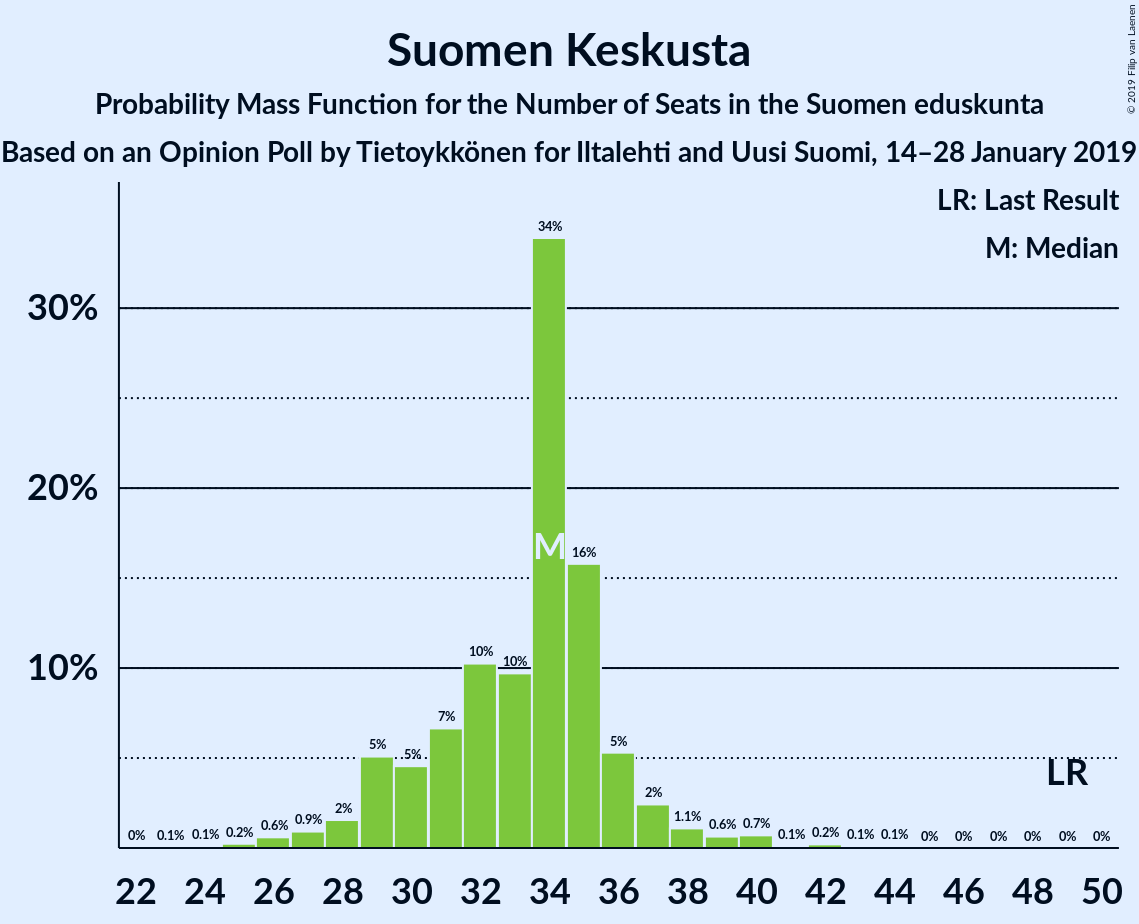 Suomen Keskusta
Probability Mass Function for the Number of Seats in the Suomen eduskunta
Based on an Opinion Poll by Tietoykkönen for Iltalehti and Uusi Suomi, 14–28 January 2019
© 2019 Filip van Laenen
LR: Last Result
M: Median
30%
20%
10%
0% 0.1% 0.1% 0.2% 0.6% 0.9% 2% 5% 5% 7% 10% 10% 34% 16% 5% 2% 1.1% 0.6% 0.7% 0.1% 0.2% 0.1% 0.1% 0% 0% 0% 0% 0% 0%
M
LR
22 24 26 28 30 32 34 36 38 40 42 44 46 48 50